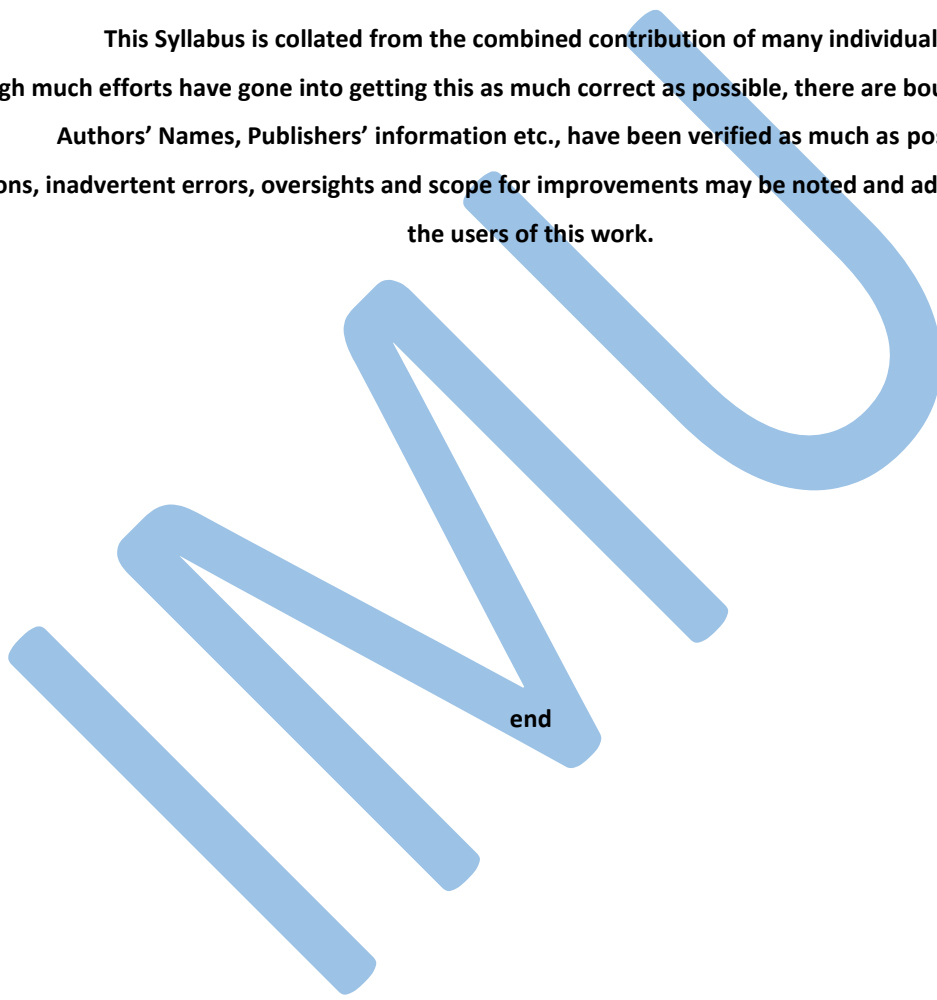 This Syllabus is collated from the combined contribution of many individual
gh much efforts have gone into getting this as much correct as possible, there are bou
Authors’ Names, Publishers’ information etc., have been verified as much as pos
ons, inadvertent errors, oversights and scope for improvements may be noted and ad
the users of this work.
end
IMU